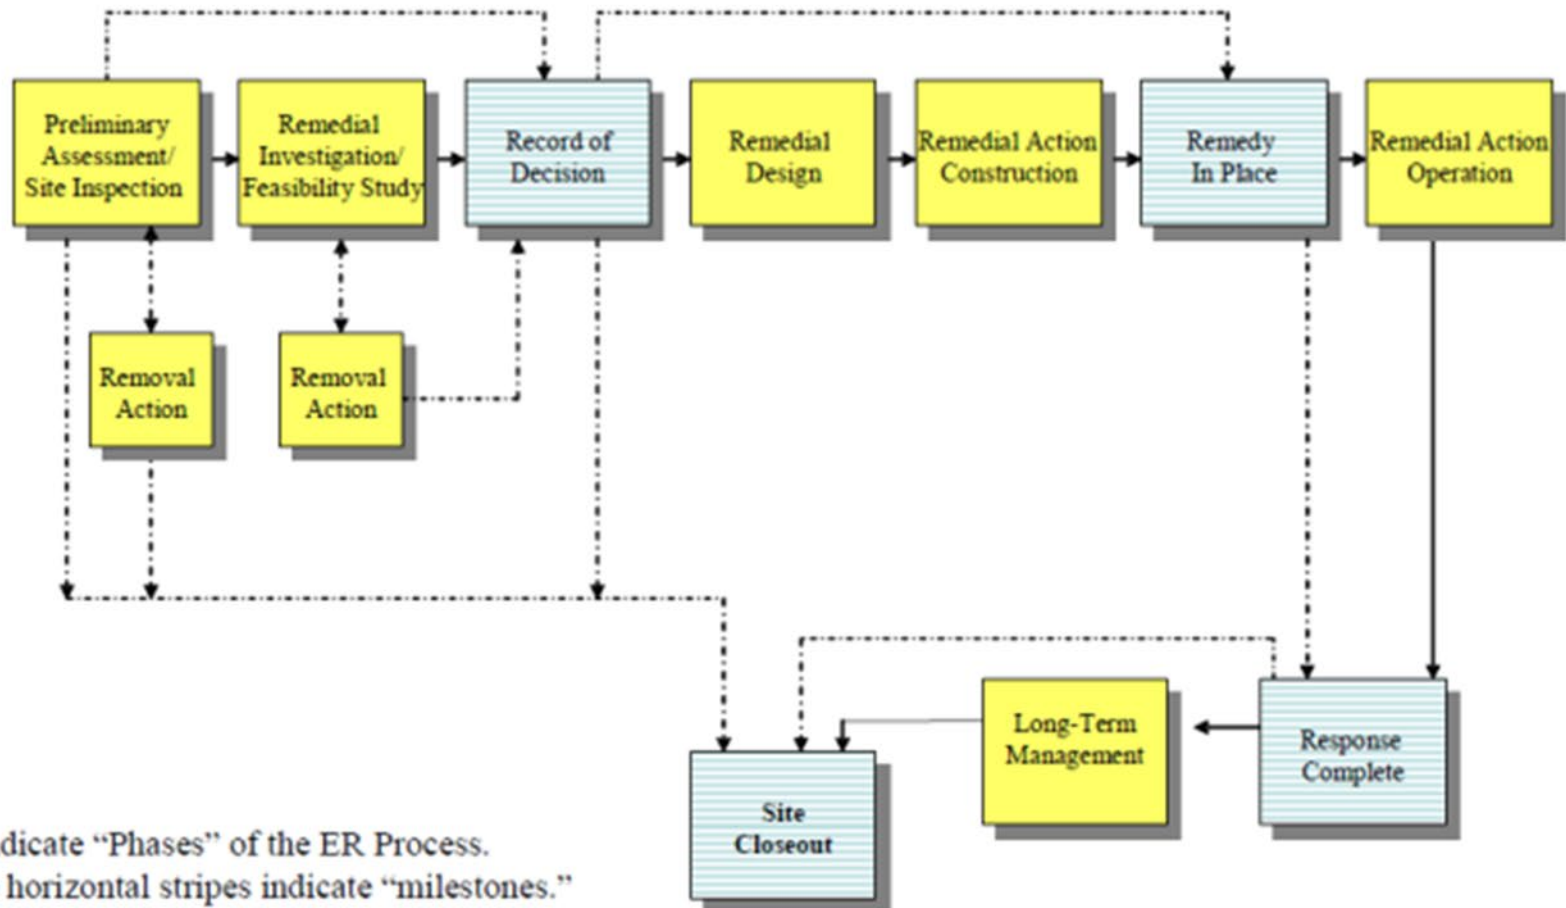 Preliminary
Assessment/
Site Inspection
Remedial
Investigation/
Feasibility Study
Record of
Decision
Remedial
Design
Remedial Action
Construction
Remedy
In Place
Remedial Action
Operation
Removal
Action
Removal
Action
Long-Term
Management
Response
Complete
Site
Closeout
dicate “Phases” of the ER Process.
horizontal stripes indicate “milestones.”